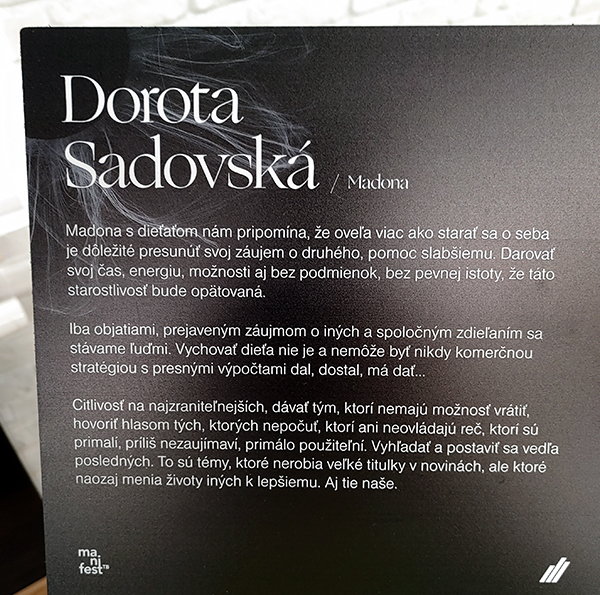 Dorota
Sadovská / Madona
Madona s dieťaťom nám pripomína, že oveľa viac ako starať sa o seba
je dôležité presunúť svoj záujem o druhého, pomoc slabšiemu. Darovať
svoj čas, energiu, možnosti aj bez podmienok, bez pevnej istoty, že táto
starostlivosť bude opätovaná.
Iba objatiami, prejaveným záujmom o iných a spoločným zdieľaním sa
stávame ľuďmi. Vychovať dieťa nie je a nemôže byť nikdy komerčnou
stratégiou s presnými výpočtami dal, dostal, má dať...
Citlivosť na najzraniteľnejších, dávať tým, ktorí nemajú možnosť vrátiť,
hovoriť hlasom tých, ktorých nepočuť, ktorí ani neovládajú reč, ktorí sú
primalí, príliš nezaujímaví, primálo použiteľní. Vyhľadať a postaviť sa vedľa
posledných. To sú témy, ktoré nerobia veľké titulky v novinách, ale ktoré
naozaj menia životy iných k lepšiemu. Aj tie naše.
ma
ni
fest TB